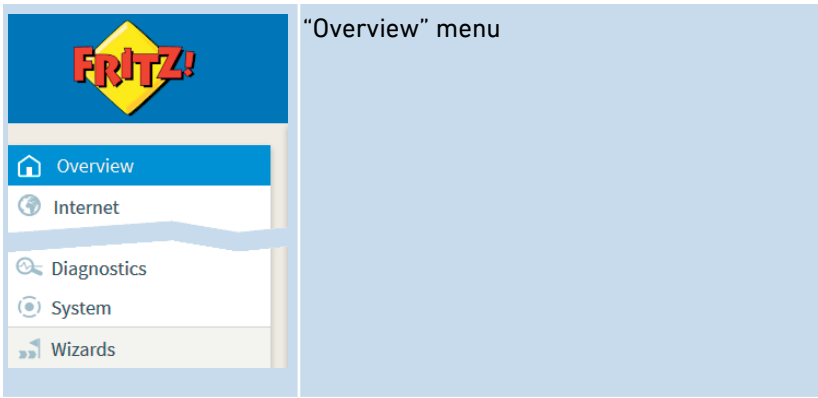 FRITZ!
“Overview” menu
Overview
Internet
Diagnostics
System
Wizards